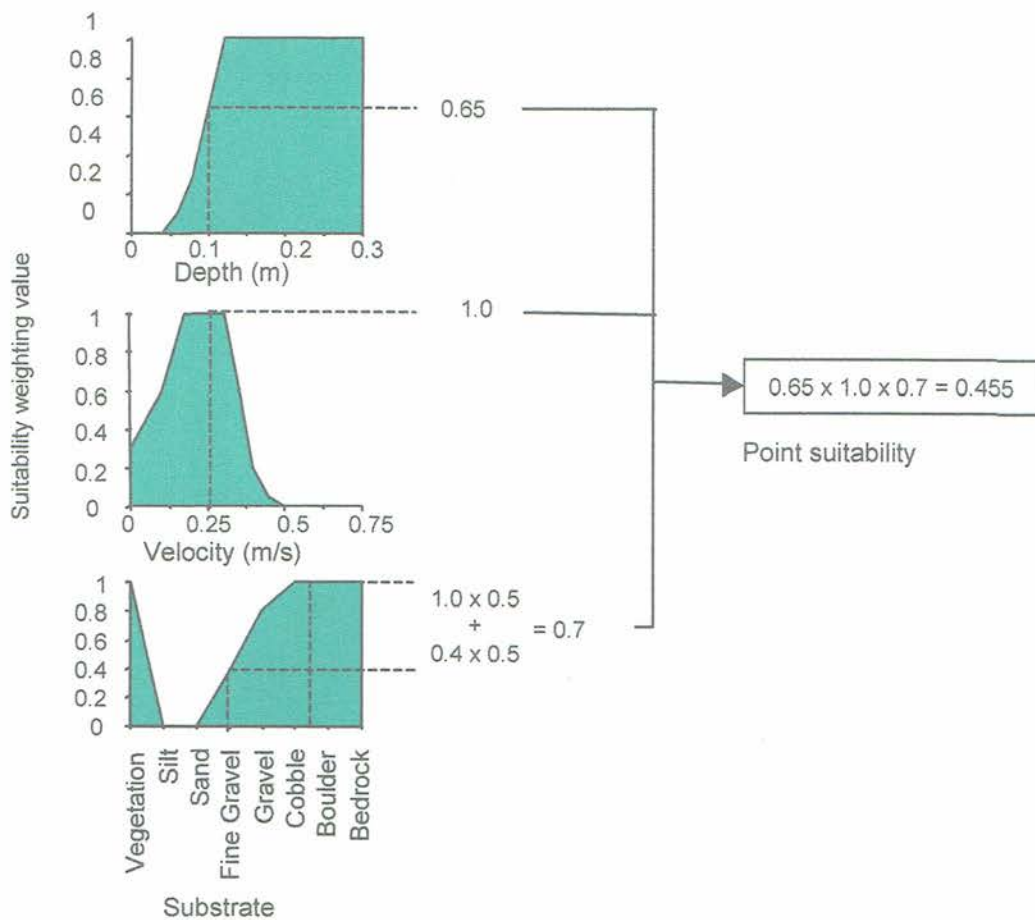 Suitability weighting value
1
0.8
0.6
0.4
0.2
0
0 0.1 0.2 0.3
Depth (m)
0.65
1
0.8
0.6
0.4
0.2
0
0 0.25 0.5 0.75
Velocity (m/s)
1.0
1
0.8
0.6
0.4
0.2
0
Vegetation
Silt
Sand
Fine Gravel
Gravel
Cobble
Boulder
Bedrock
Substrate
1.0 x 0.5
+ = 0.7
0.4 x 0.5
0.65 x 1.0 x 0.7 = 0.455
Point suitability